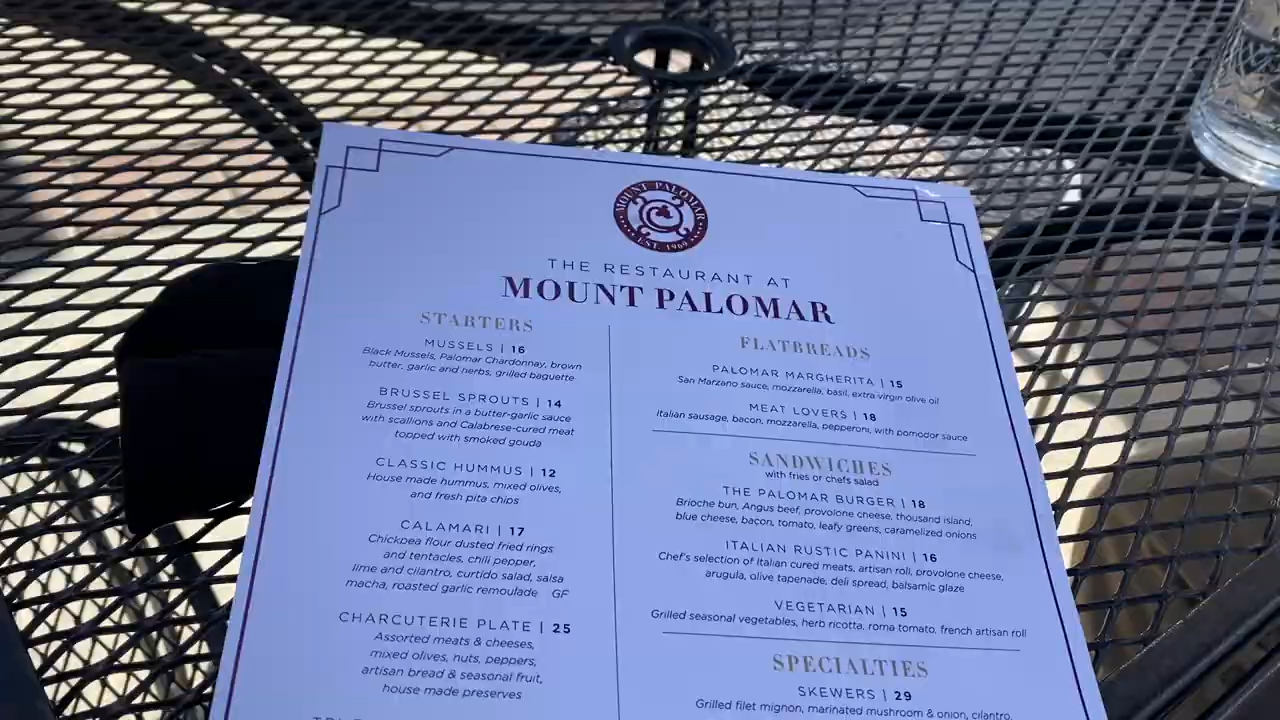 MOUNT PALOMAR
EST. 1969
THE RESTAURANT AT
MOUNT PALOMAR
STARTERS
MUSSELS | 16
Black Mussels, Palomar Chardonnay, brown
butter, garlic and herbs, grilled baguette
BRUSSEL SPROUTS | 14
Brussel sprouts in a butter-garlic sauce
with scallions and Calabrese-cured meat
topped with smoked gouda
CLASSIC HUMMUS | 12
House made hummus, mixed olives,
and fresh pita chips
CALAMARI | 17
Chickpea flour dusted fried rings
and tentacles, chili pepper,
lime and cilantro, curtido salad, salsa
macha, roasted garlic remoulade GF
CHARCUTERIE PLATE | 25
Assorted meats & cheeses,
mixed olives, nuts, peppers,
artisan bread & seasonal fruit,
house made preserves
FLATBREADS
PALOMAR MARGHERITA | 15
San Marzano sauce, mozzarella, basil, extra virgin olive oil
MEAT LOVERS | 18
Italian sausage, bacon, mozzarella, pepperoni, with pomodor sauce
SANDWICHES
with fries or chefs salad
THE PALOMAR BURGER | 18
Brioche bun, Angus beef, provolone cheese, thousand island,
blue cheese, bacon, tomato, leafy greens, caramelized onions
ITALIAN RUSTIC PANINI | 16
Chef's selection of Italian cured meats, artisan roll, provolone cheese,
arugula, olive tapenade, deli spread, balsamic glaze
VEGETARIAN | 15
Grilled seasonal vegetables, herb ricotta, roma tomato, french artisan roll
SPECIALTIES
SKEWERS | 29
Grilled filet mignon, marinated mushroom & onion, cilantro,